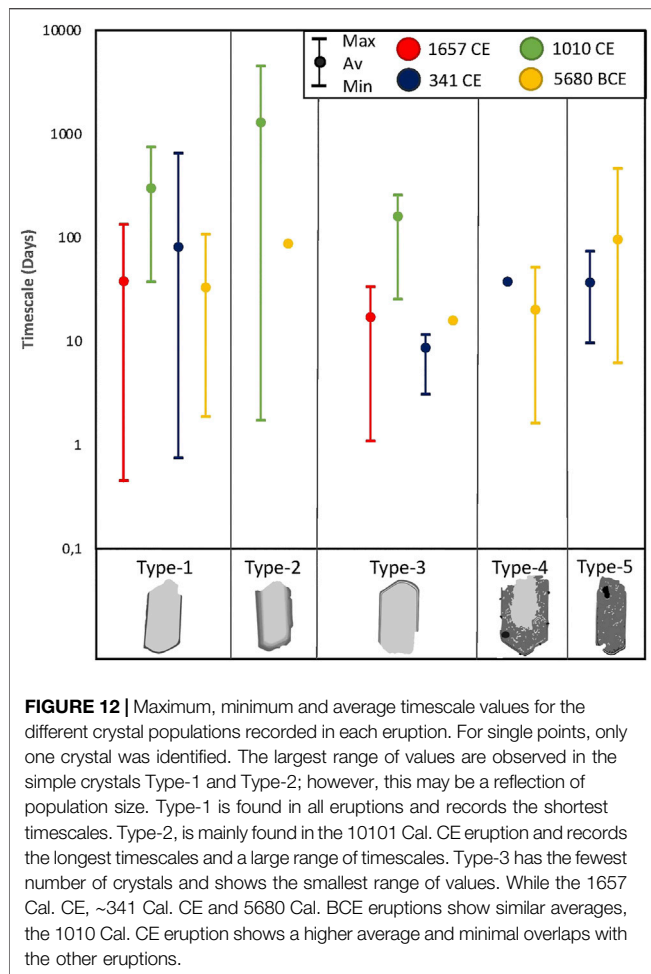 10000
Max
Av
Min
1657 CE
1010 CE
341 CE
5680 BCE
1000
100
10
1
0,1
Timescale (Days)
Type-1
Type-2
Type-3
Type-4
Type-5
FIGURE 12 | Maximum, minimum and average timescale values for the
different crystal populations recorded in each eruption. For single points, only
one crystal was identified. The largest range of values are observed in the
simple crystals Type-1 and Type-2; however, this may be a reflection of
population size. Type-1 is found in all eruptions and records the shortest
timescales. Type-2, is mainly found in the 10101 Cal. CE eruption and records
the longest timescales and a large range of timescales. Type-3 has the fewest
number of crystals and shows the smallest range of values. While the 1657
Cal. CE, ~341 Cal. CE and 5680 Cal. BCE eruptions show similar averages,
the 1010 Cal. CE eruption shows a higher average and minimal overlaps with
the other eruptions.